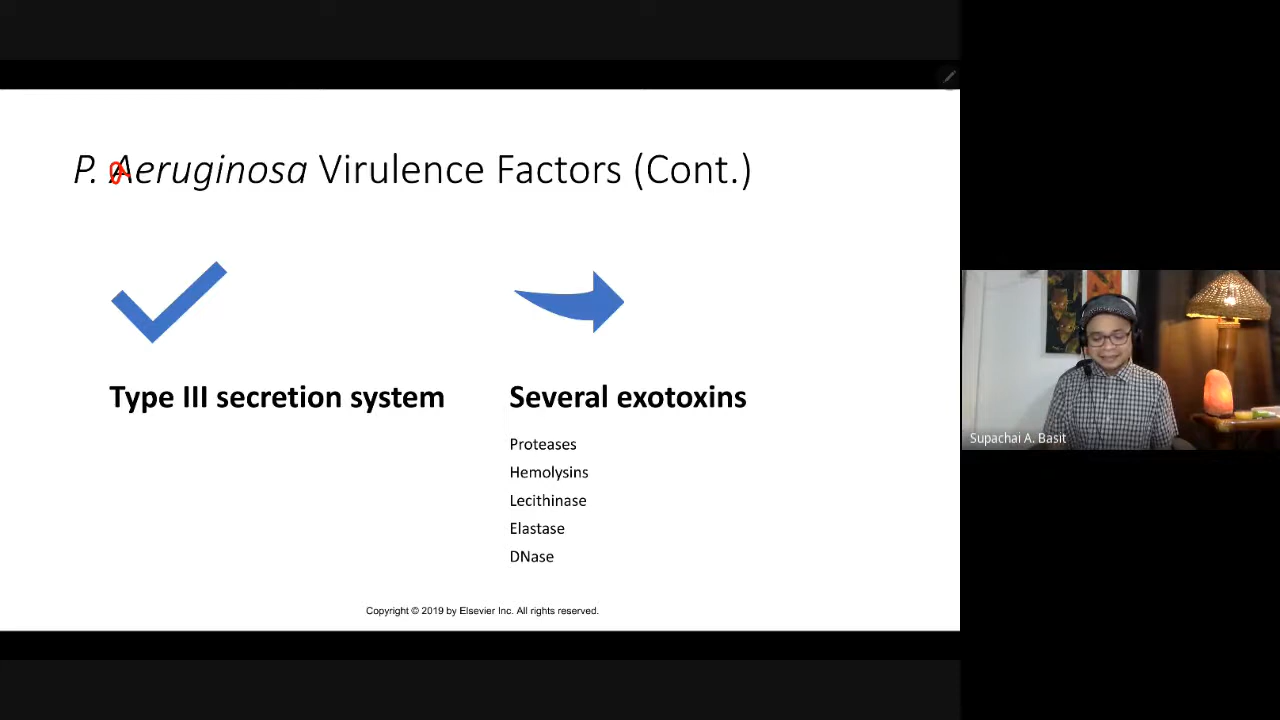 P. Aeruginosa Virulence Factors (Cont.)
Type III secretion system
Several exotoxins
Proteases
Hemolysins
Lecithinase
Elastase
DNase
Copyright © 2019 by Elsevier Inc. All rights reserved.
Supachai A. Basit